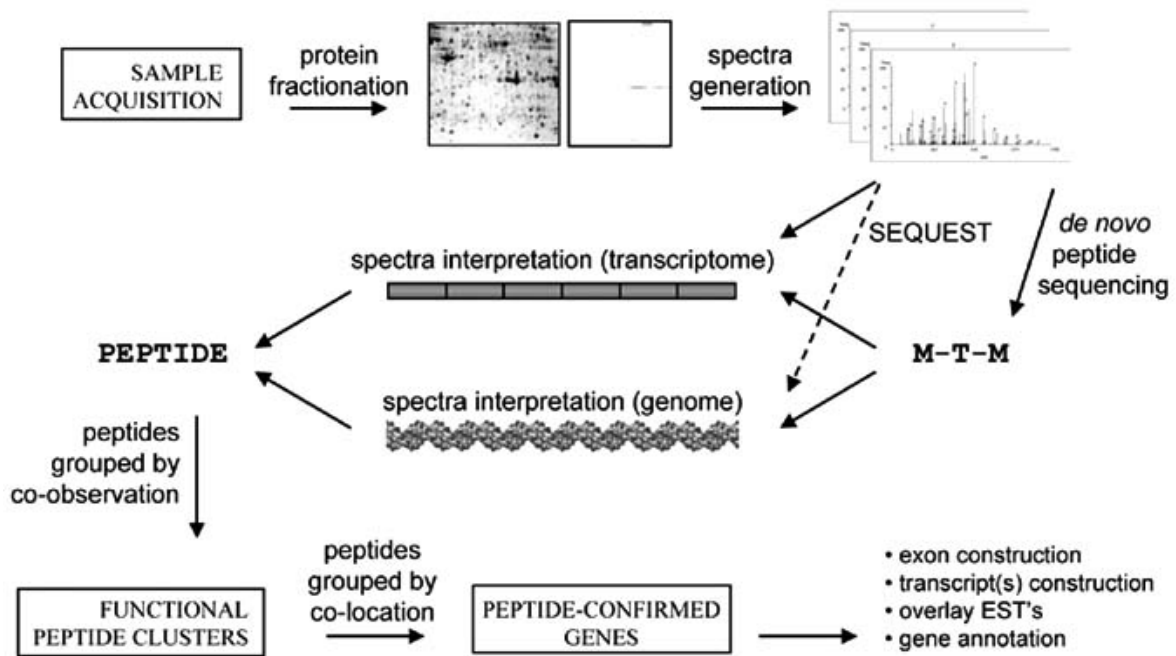 SAMPLE
ACQUISITION
protein
fractionation
spectra
generation
SEQUEST
de novo
peptide
sequencing
spectra interpretation (transcriptome)
PEPTIDE
M-T-M
spectra interpretation (genome)
peptides
grouped by
co-observation
FUNCTIONAL
PEPTIDE CLUSTERS
peptides
grouped by
co-location
PEPTIDE-CONFIRMED
GENES
• exon construction
• transcript(s) construction
• overlay EST's
• gene annotation